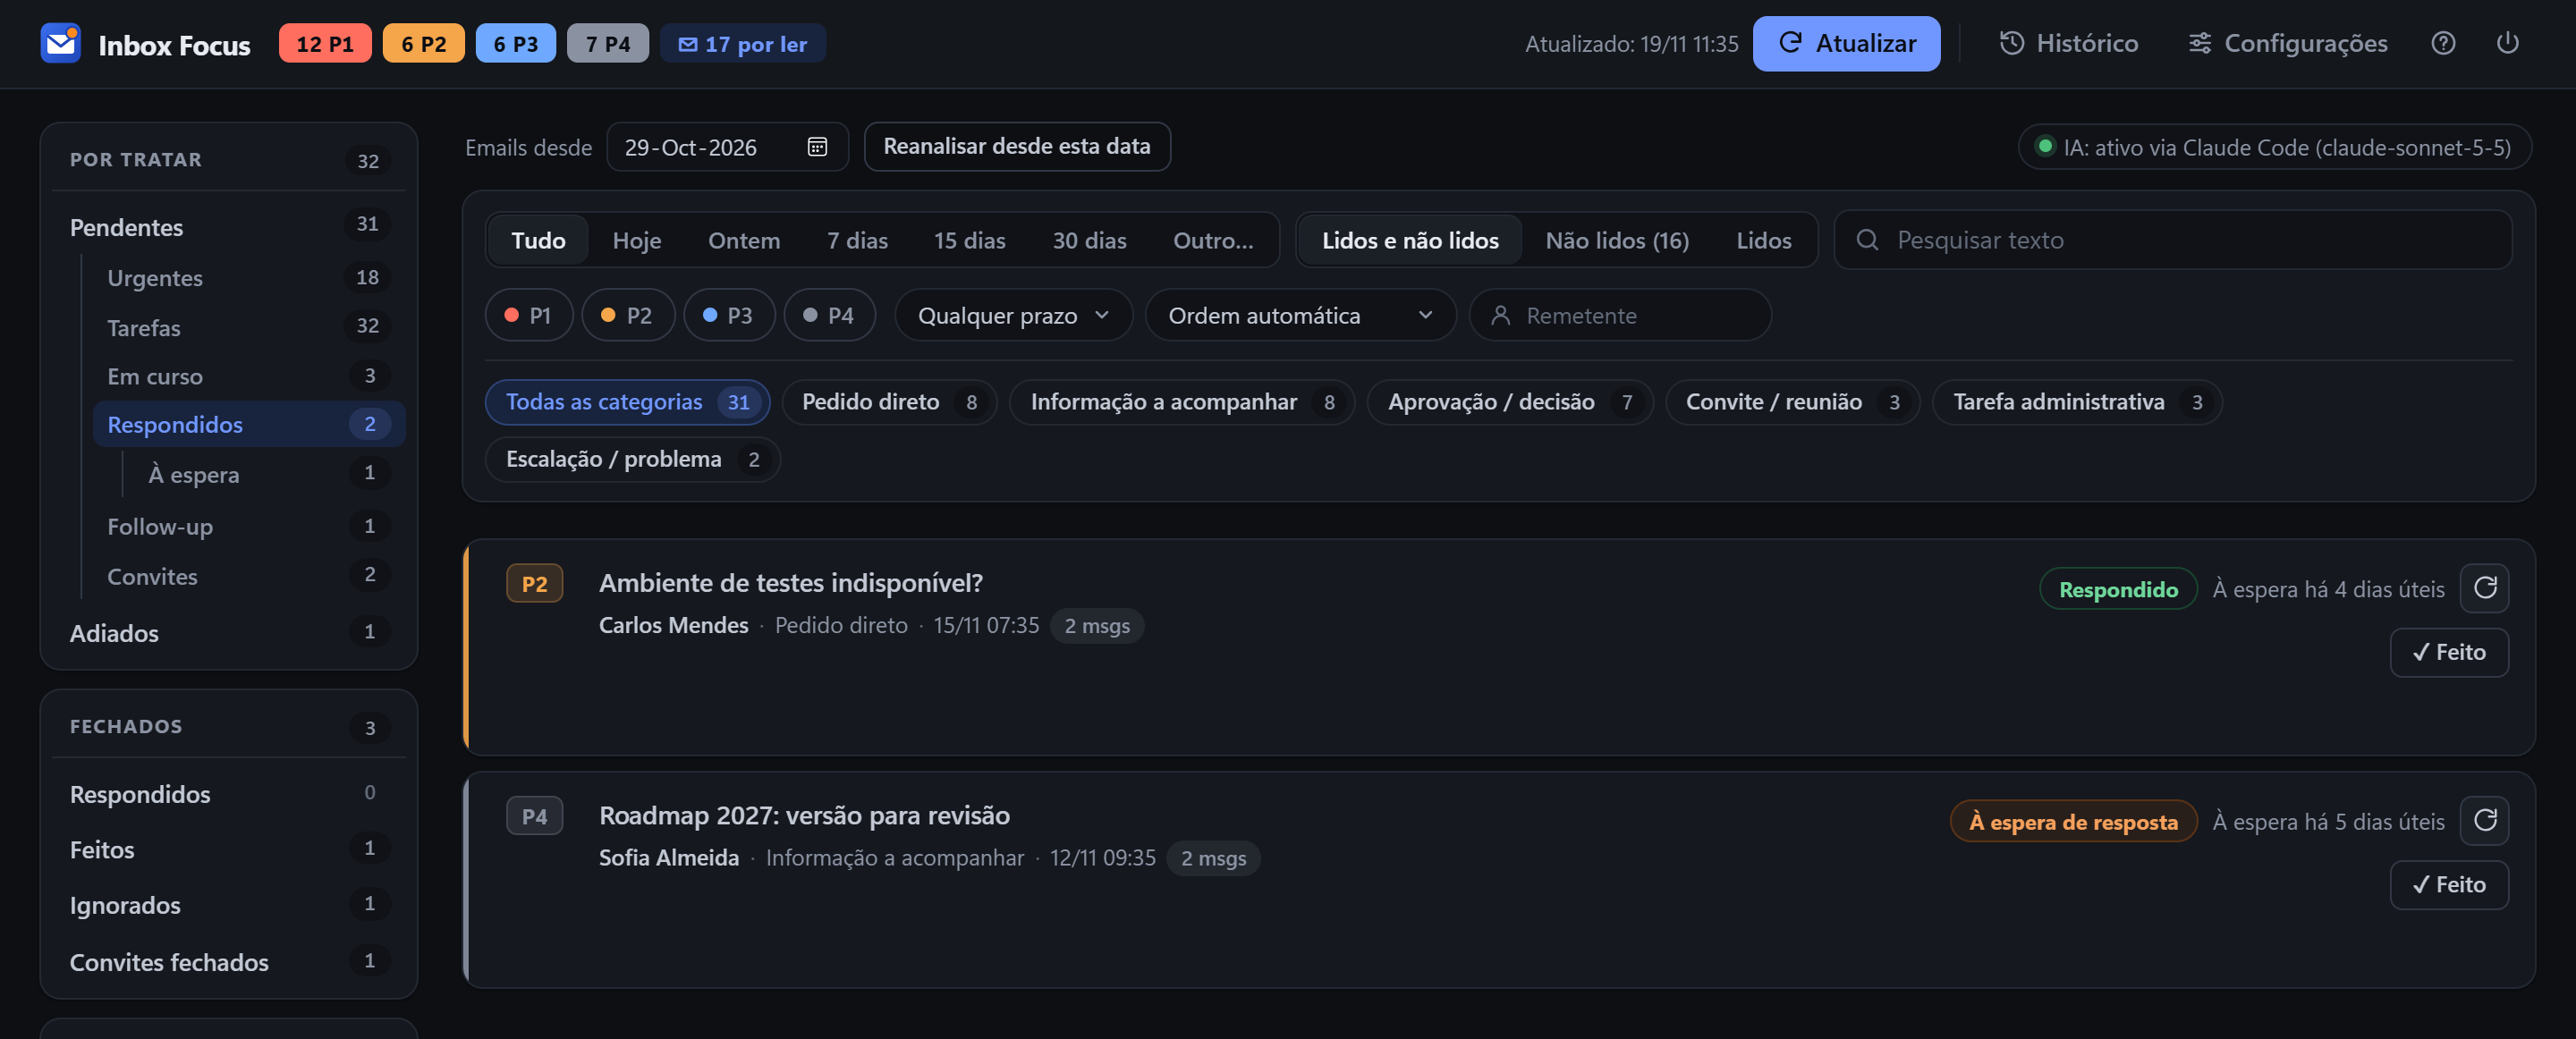 Inbox Focus 12 P1 6 P2 6 P3 7 P4 17 por ler Atualizado: 19/11 11:35 Atualizar Histórico Configurações
POR TRATAR 32
Pendentes 31
Urgentes 18
Tarefas 32
Em curso 3
Respondidos 2
À espera 1
Follow-up 1
Convites 2
Adiados 1
FECHADOS 3
Respondidos 0
Feitos 1
Ignorados 1
Convites fechados 1
Emails desde 29-Oct-2026 Reanalisar desde esta data IA: ativo via Claude Code (claude-sonnet-5-5)
Tudo Hoje Ontem 7 dias 15 dias 30 dias Outro... Lidos e não lidos Não lidos (16) Lidos Pesquisar texto
P1 P2 P3 P4 Qualquer prazo Ordem automática Remetente
Todas as categorias 31 Pedido direto 8 Informação a acompanhar 8 Aprovação / decisão 7 Convite / reunião 3 Tarefa administrativa 3
Escalação / problema 2
P2 Ambiente de testes indisponível? Respondido À espera há 4 dias úteis
Carlos Mendes · Pedido direto · 15/11 07:35 2 msgs
✓ Feito
P4 Roadmap 2027: versão para revisão À espera de resposta À espera há 5 dias úteis
Sofia Almeida · Informação a acompanhar · 12/11 09:35 2 msgs
✓ Feito